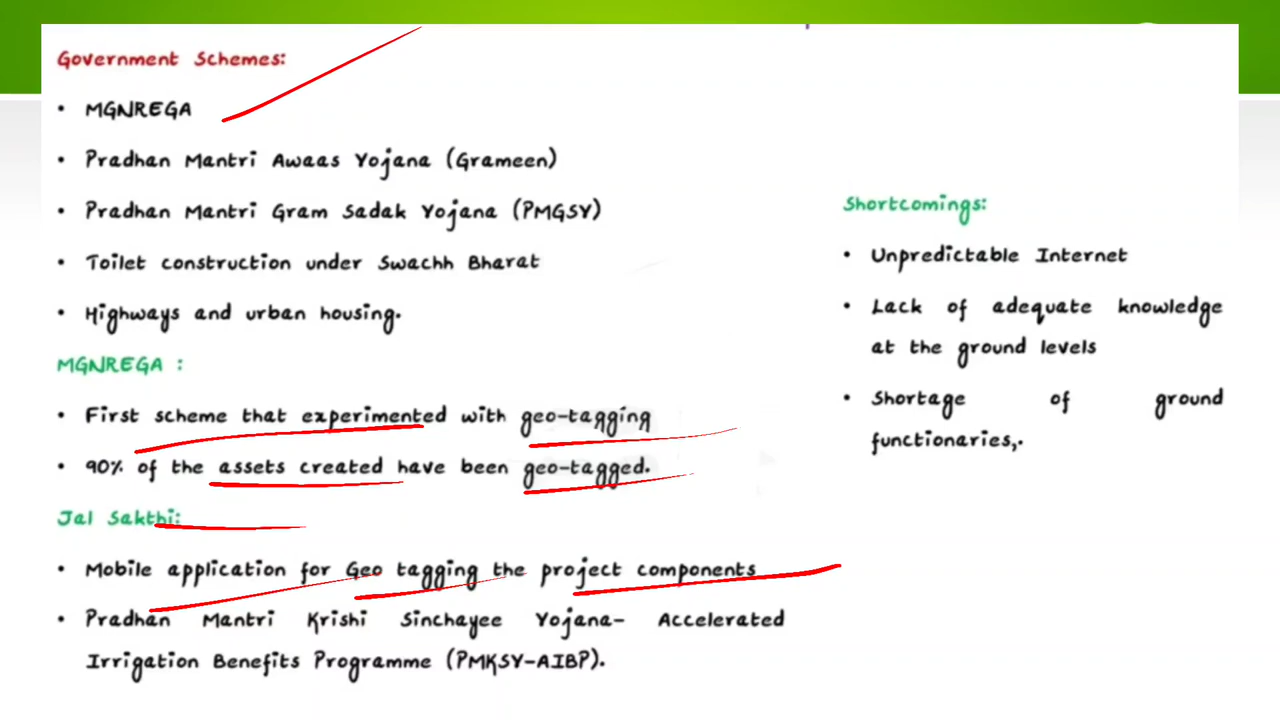 Government Schemes:
• MGNREGA
• Pradhan Mantri Awaas Yojana (Grameen)
• Pradhan Mantri Gram Sadak Yojana (PMGSY)
• Toilet construction under Swachh Bharat
• Highways and urban housing.
MGNREGA :
• First scheme that experimented with geo-tagging
• 90% of the assets created have been geo-tagged.
Jal Sakthi:
• Mobile application for Geo tagging the project components
• Pradhan Mantri Krishi Sinchayee Yojana- Accelerated
Irrigation Benefits Programme (PMKSY-AIBP).
Shortcomings:
• Unpredictable Internet
• Lack of adequate knowledge
at the ground levels
• Shortage of ground
functionaries,.